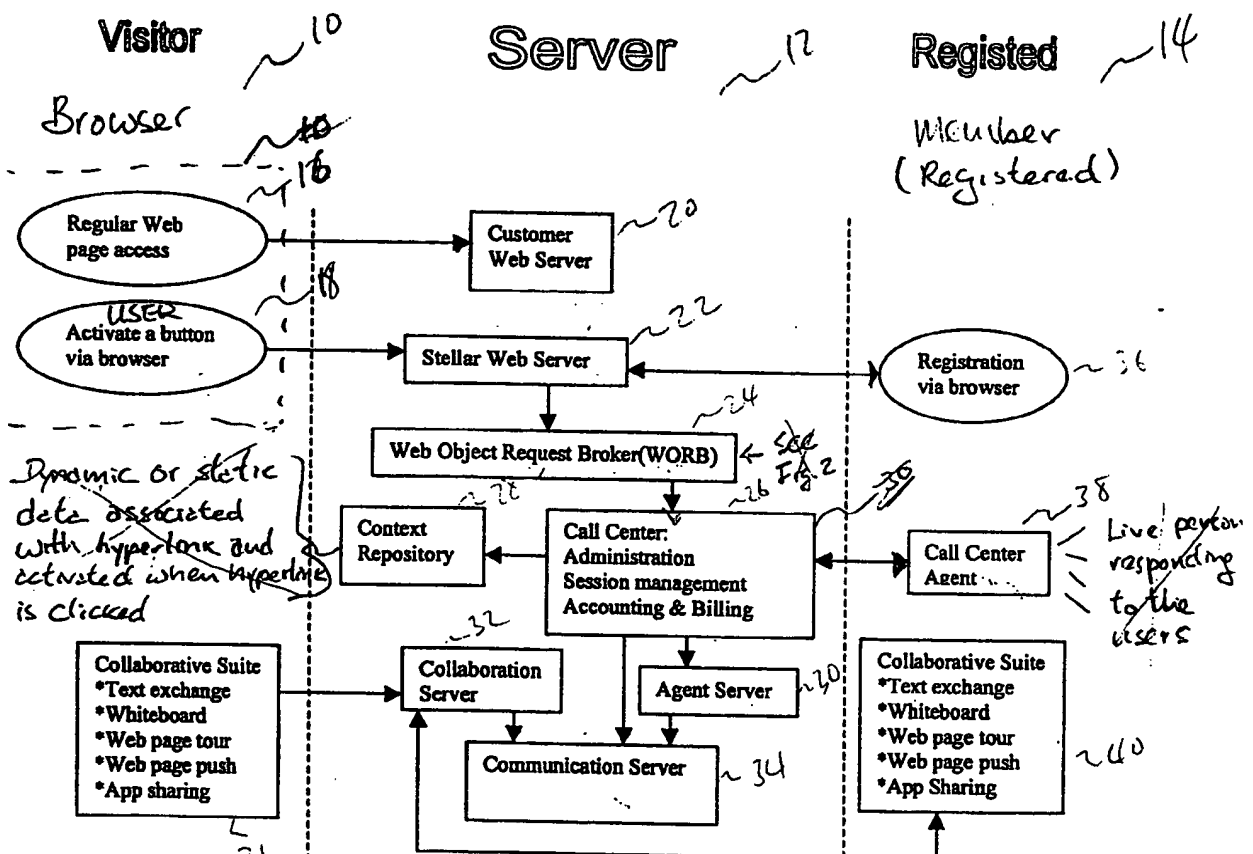 Visitor
10
Server
12
Registed
14
Browser
10
Member
(Registered)
16
Regular Web
page access
20
Customer
Web Server
18
USER
Activate a button
via browser
22
Stellar Web Server
Registration
via browser
36
24
Web Object Request Broker(WORB)
see
Fig. 2
Dynamic or static
data associated
with hyperlink and
activated when hyperlink
is clicked
28
Context
Repository
26
30
Call Center:
Administration
Session management
Accounting & Billing
38
Call Center
Agent
Live person
responding
to the
users
32
Collaborative Suite
*Text exchange
*Whiteboard
*Web page tour
*Web page push
*App sharing
Collaboration
Server
Agent Server
30
Communication Server
34
Collaborative Suite
*Text exchange
*Whiteboard
*Web page tour
*Web page push
*App Sharing
40